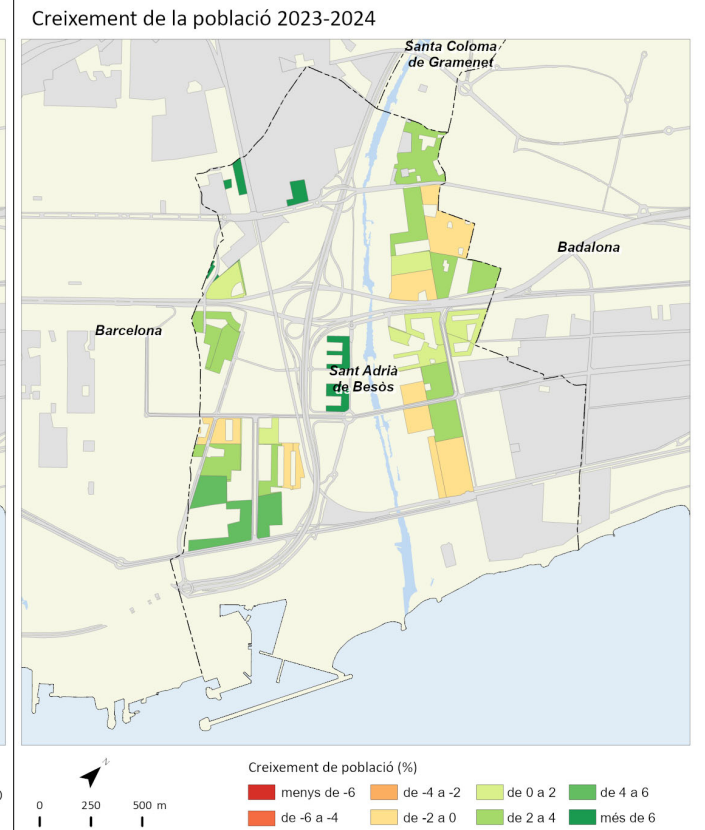 Creixement de la població 2023-2024
Santa Coloma
de Gramenet
Badalona
Barcelona
Sant Adrià
de Besòs
N
Creixement de població (%)
menys de -6
de -4 a -2
de 0 a 2
de 4 a 6
de -6 a -4
de -2 a 0
de 2 a 4
més de 6
0 250 500 m
0